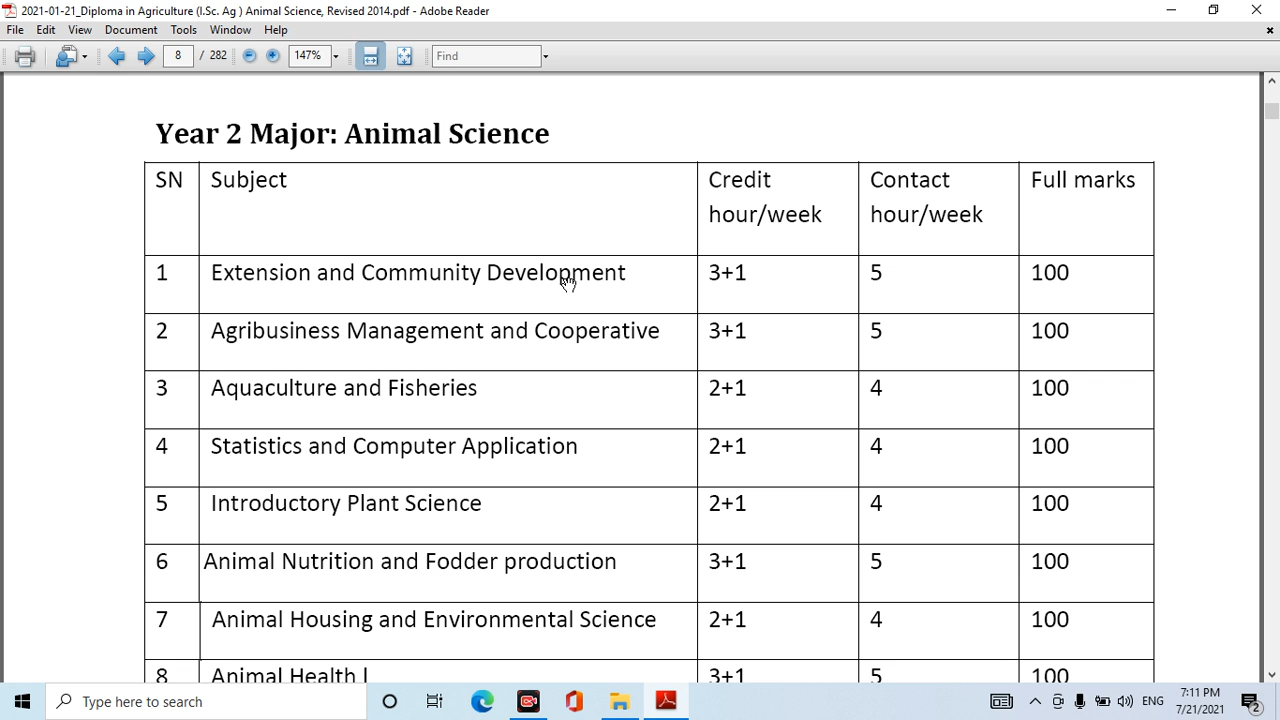 2021-01-21_Diploma in Agriculture (I.Sc. Ag ) Animal Science, Revised 2014.pdf - Adobe Reader
File Edit View Document Tools Window Help
8 / 282 147% Find
Year 2 Major: Animal Science
SN Subject Credit hour/week Contact hour/week Full marks
1 Extension and Community Development 3+1 5 100
2 Agribusiness Management and Cooperative 3+1 5 100
3 Aquaculture and Fisheries 2+1 4 100
4 Statistics and Computer Application 2+1 4 100
5 Introductory Plant Science 2+1 4 100
6 Animal Nutrition and Fodder production 3+1 5 100
7 Animal Housing and Environmental Science 2+1 4 100
8 Animal Health I 3+1 5 100
Type here to search ENG 7:11 PM
7/21/2021 2